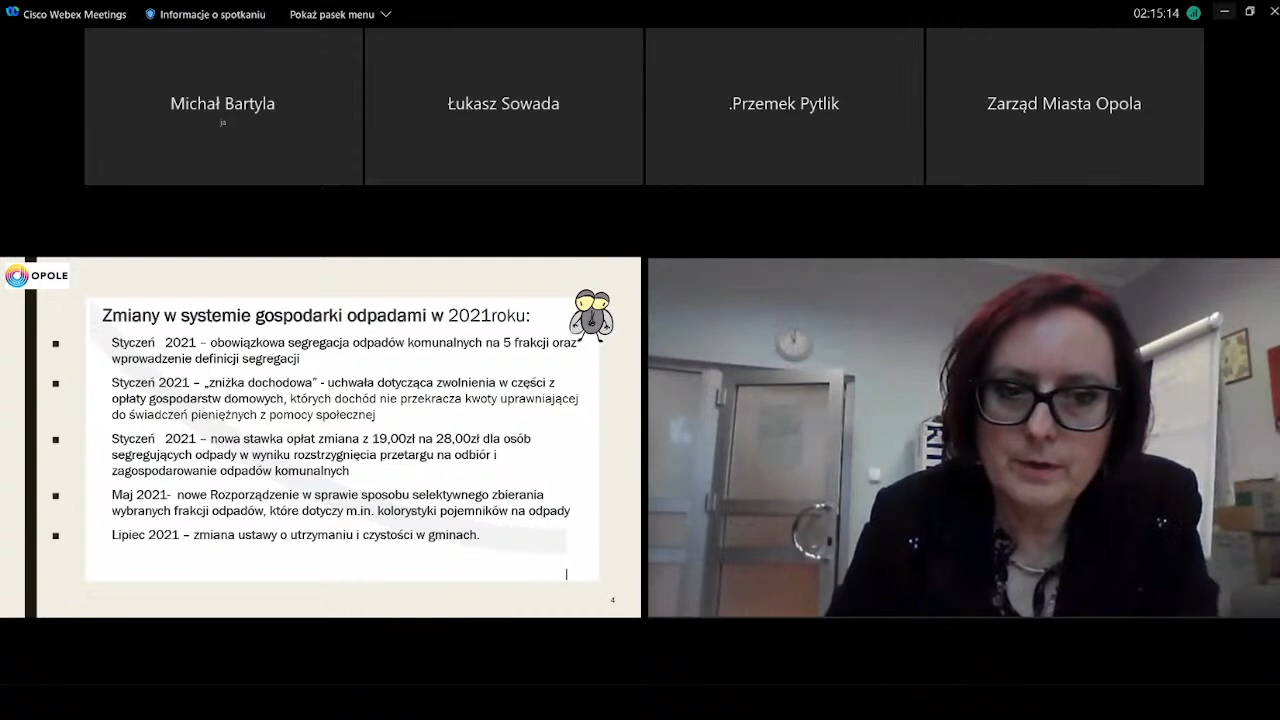 Cisco Webex Meetings
Informacje o spotkaniu
Pokaż pasek menu
02:15:14
Michał Bartyla
ja
Łukasz Sowada
.Przemek Pytlik
Zarząd Miasta Opola
OPOLE
Zmiany w systemie gospodarki odpadami w 2021roku:
Styczeń 2021 – obowiązkowa segregacja odpadów komunalnych na 5 frakcji oraz
wprowadzenie definicji segregacji
Styczeń 2021 – „zniżka dochodowa" - uchwała dotycząca zwolnienia w części z
opłaty gospodarstw domowych, których dochód nie przekracza kwoty uprawniającej
do świadczeń pieniężnych z pomocy społecznej
Styczeń 2021 – nowa stawka opłat zmiana z 19,00zł na 28,00zł dla osób
segregujących odpady w wyniku rozstrzygnięcia przetargu na odbiór i
zagospodarowanie odpadów komunalnych
Maj 2021- nowe Rozporządzenie w sprawie sposobu selektywnego zbierania
wybranych frakcji odpadów, które dotyczy m.in. kolorystyki pojemników na odpady
Lipiec 2021 – zmiana ustawy o utrzymaniu i czystości w gminach.
4